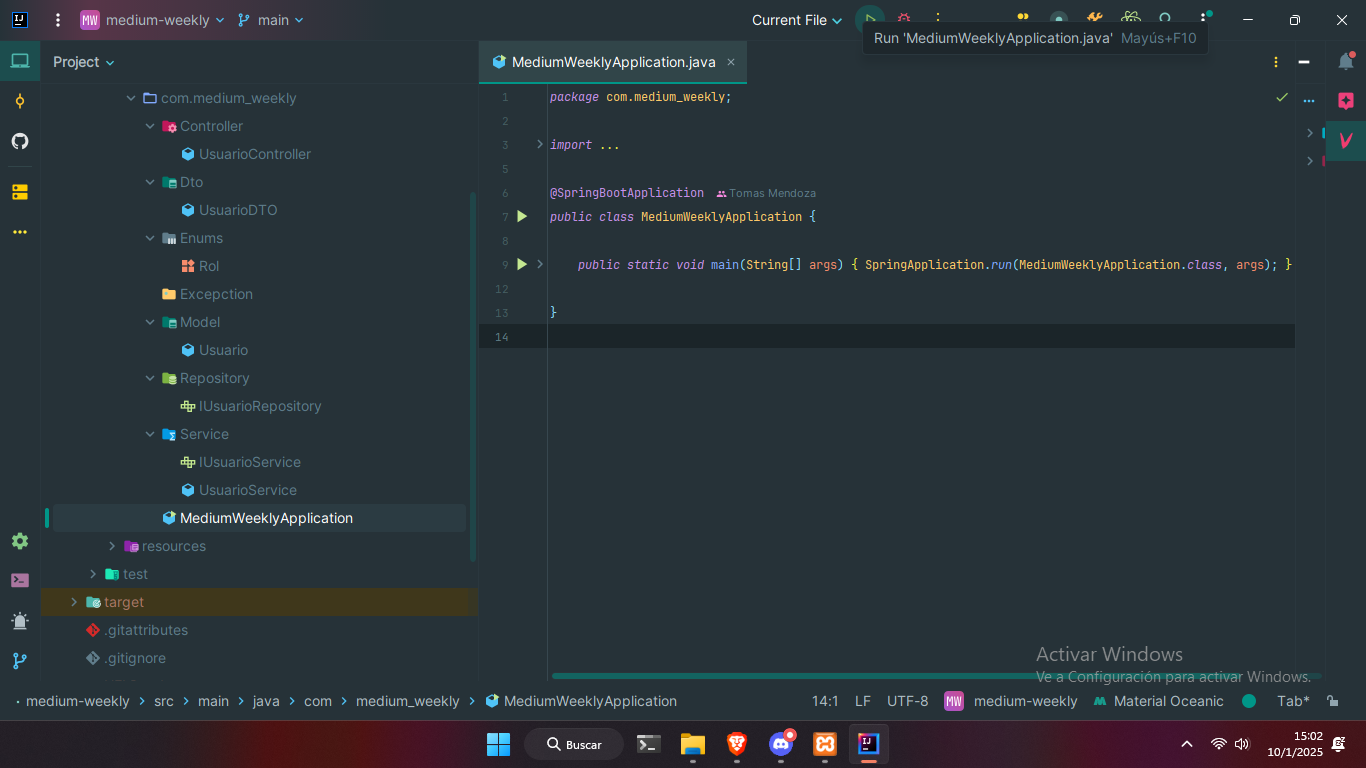 MW medium-weekly main Current File
Run 'MediumWeeklyApplication.java' Mayús+F10
Project
MediumWeeklyApplication.java
com.medium_weekly
Controller
UsuarioController
Dto
UsuarioDTO
Enums
Rol
Excepction
Model
Usuario
Repository
IUsuarioRepository
Service
IUsuarioService
UsuarioService
MediumWeeklyApplication
resources
test
target
.gitattributes
.gitignore
1 package com.medium_weekly;
2
3 import ...
5
6 @SpringBootApplication Tomas Mendoza
7 public class MediumWeeklyApplication {
8
9 public static void main(String[] args) { SpringApplication.run(MediumWeeklyApplication.class, args); }
12
13 }
14
Activar Windows
Ve a Configuración para activar Windows.
medium-weekly > src > main > java > com > medium_weekly > MediumWeeklyApplication
14:1 LF UTF-8 MW medium-weekly Material Oceanic Tab*
Buscar
15:02
10/1/2025